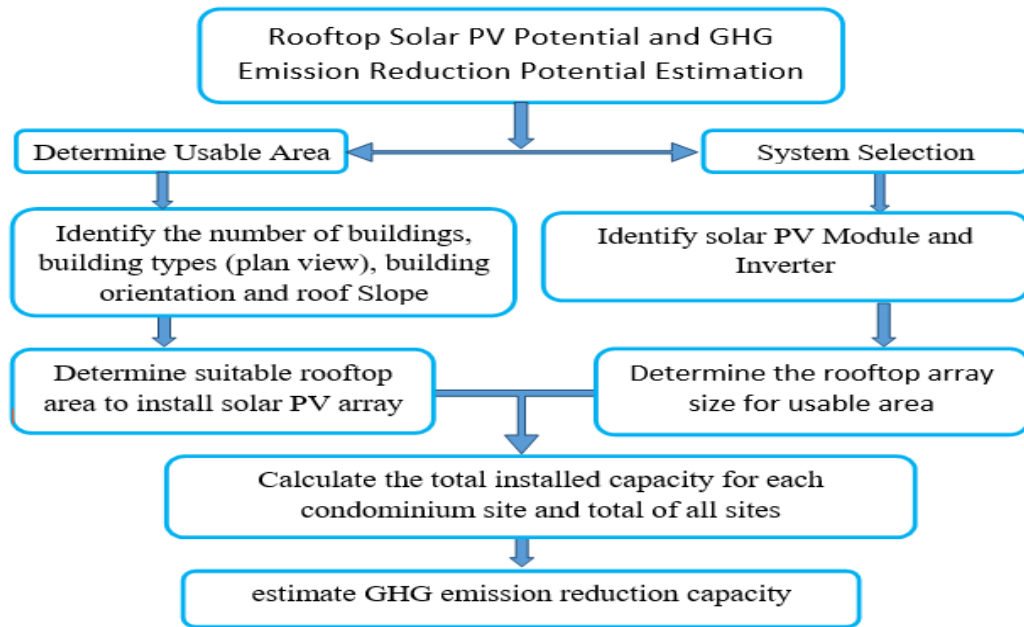 Rooftop Solar PV Potential and GHG
Emission Reduction Potential Estimation
Determine Usable Area
System Selection
Identify the number of buildings,
building types (plan view), building
orientation and roof Slope
Identify solar PV Module and
Inverter
Determine suitable rooftop
area to install solar PV array
Determine the rooftop array
size for usable area
Calculate the total installed capacity for each
condominium site and total of all sites
estimate GHG emission reduction capacity